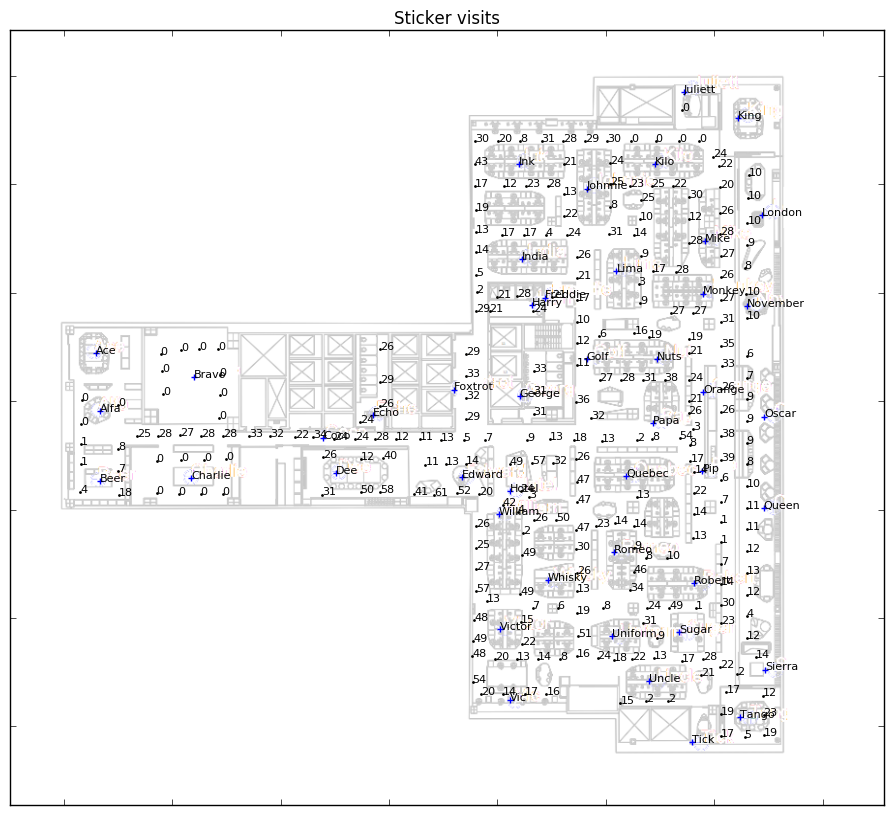 Sticker visits
Juliett
0
King
30 20 8 31 28 29 30 0 0 0 0
43 Ink 21 24 Kilo 24 22
10
17 12 23 28 Johnnie 25 23 25 22 20
13 25 30 10
19 22 8 10 12 26 London
10
13 17 17 4 24 31 14 28
28 Mike 9
14 India 26 9 27
Lima 17 28 8
5 21 3 26
2 21 28 Freddie 21 17 9 Monkey 27 10
29 21 Harry 24 27 27 November
10 31 10
6 16 19 19
26 12 35
29 Golf Nuts 21 6
Ace 0 0 0 0 11 33
33 33 27 28 31 38 24 7
0 Brave 0 29 Foxtrot 31 Orange 26
0 0 32 George 21 9
0 0 26 36
Alfa Echo 31 32 26 26 9 Oscar
0 0 24 29 Papa 3 9
1 25 28 27 28 28 33 32 22 34 Coco 24 24 28 12 11 13 5 7 9 13 18 13 2 8 54 8 38
8 9
1 0 0 0 0 26 12 40 11 13 14 49 57 32 26 17 39 8
7 Dee Edward Quebec Pip
Beer Charlie 47 6
4 18 0 0 0 0 31 50 58 41 61 52 20 Hotel 24 3 22 10
42 47 13 7
William 4 14 11 Queen
26 26 50 47 23 14 14 1
2 13 11
25 49 30 Romeo 9 8 10 1 12
27 26 46 7 13
Whisky Robert 14
57 49 13 34 12
13 7 6 19 8 24 49 1 30
48 15 31 23 4
Victor 51 Uniform 9 Sugar
49 22 12
48 20 13 14 8 16 24 18 22 13 17 28 14
22 2 Sierra
54 Uncle 21
20 14 17 16 17 12
Vic 15 2 2
19 Tango 23
17 5 19
Tick